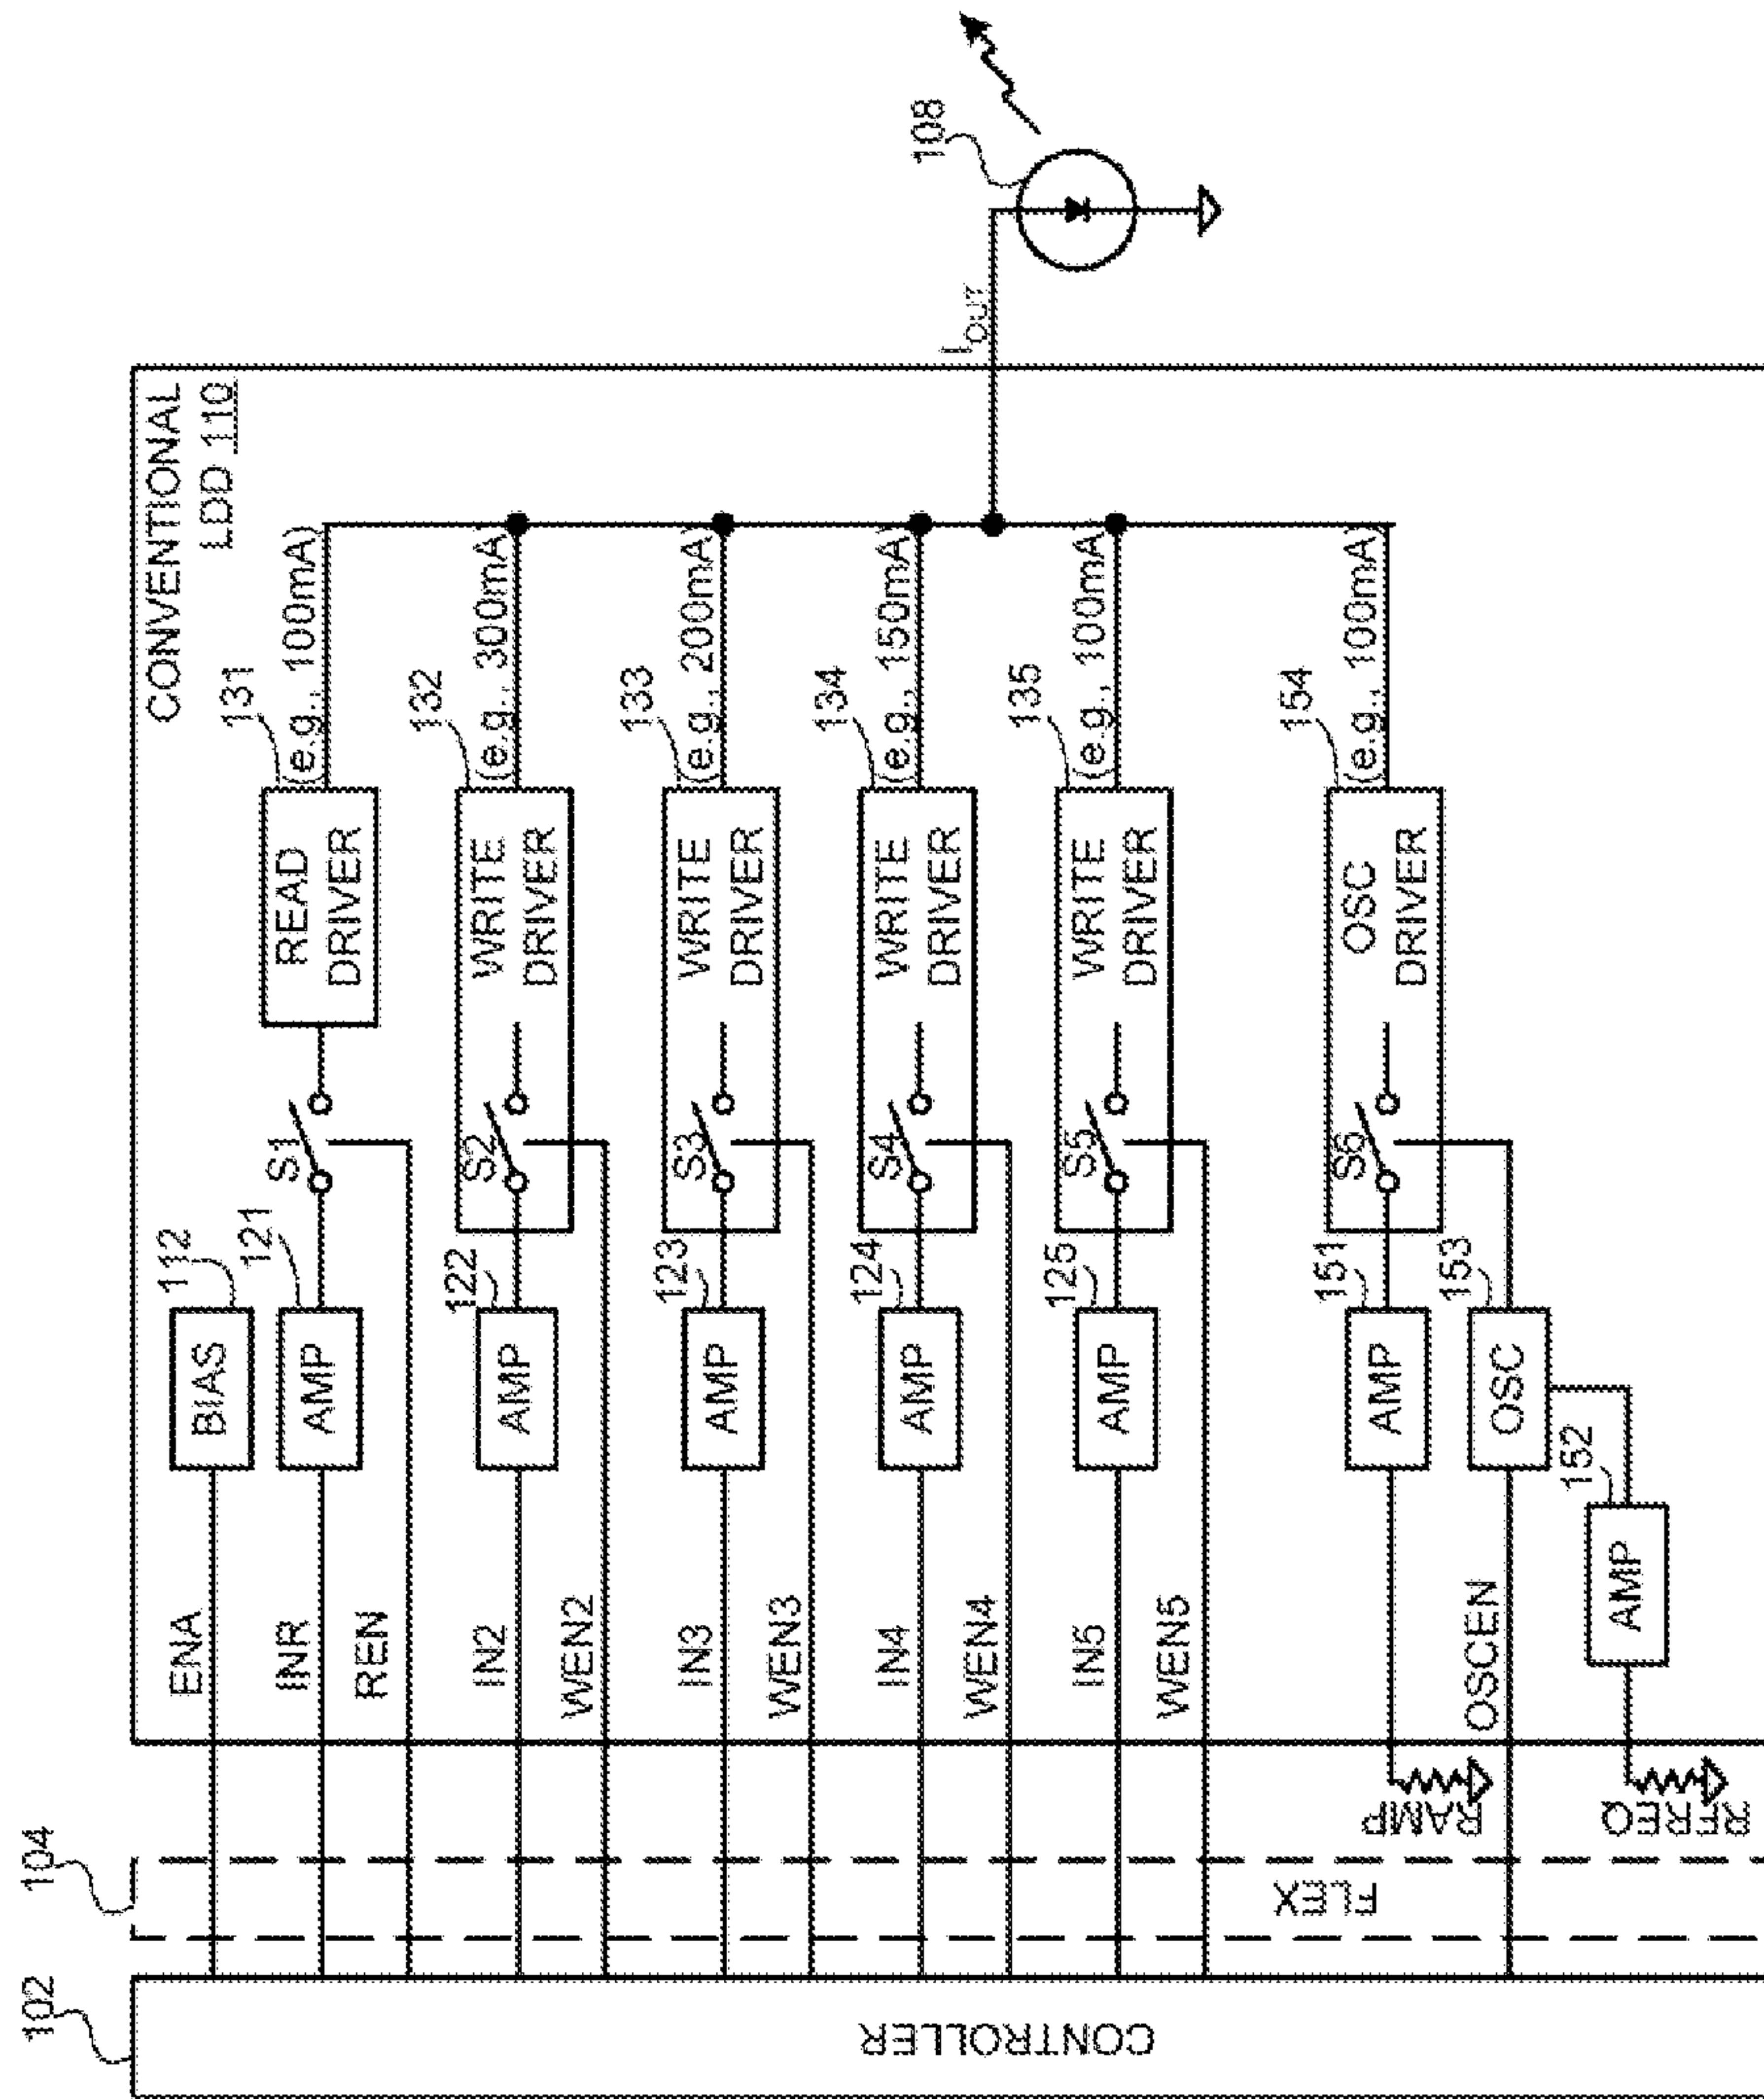 102
104
CONTROLLER
FLEX
CONVENTIONAL
LDD 110
ENA
BIAS
112
INR
AMP
121
REN
S1
READ
DRIVER
131
(e.g., 100mA)
IN2
AMP
122
WEN2
S2
WRITE
DRIVER
132
(e.g., 300mA)
IN3
AMP
123
WEN3
S3
WRITE
DRIVER
133
(e.g., 200mA)
IN4
AMP
124
WEN4
S4
WRITE
DRIVER
134
(e.g., 150mA)
IN5
AMP
125
WEN5
S5
WRITE
DRIVER
135
(e.g., 100mA)
RAMP
AMP
151
S6
OSC
DRIVER
154
(e.g., 100mA)
OSCEN
OSC
153
RFREQ
AMP
152
IOUT
108